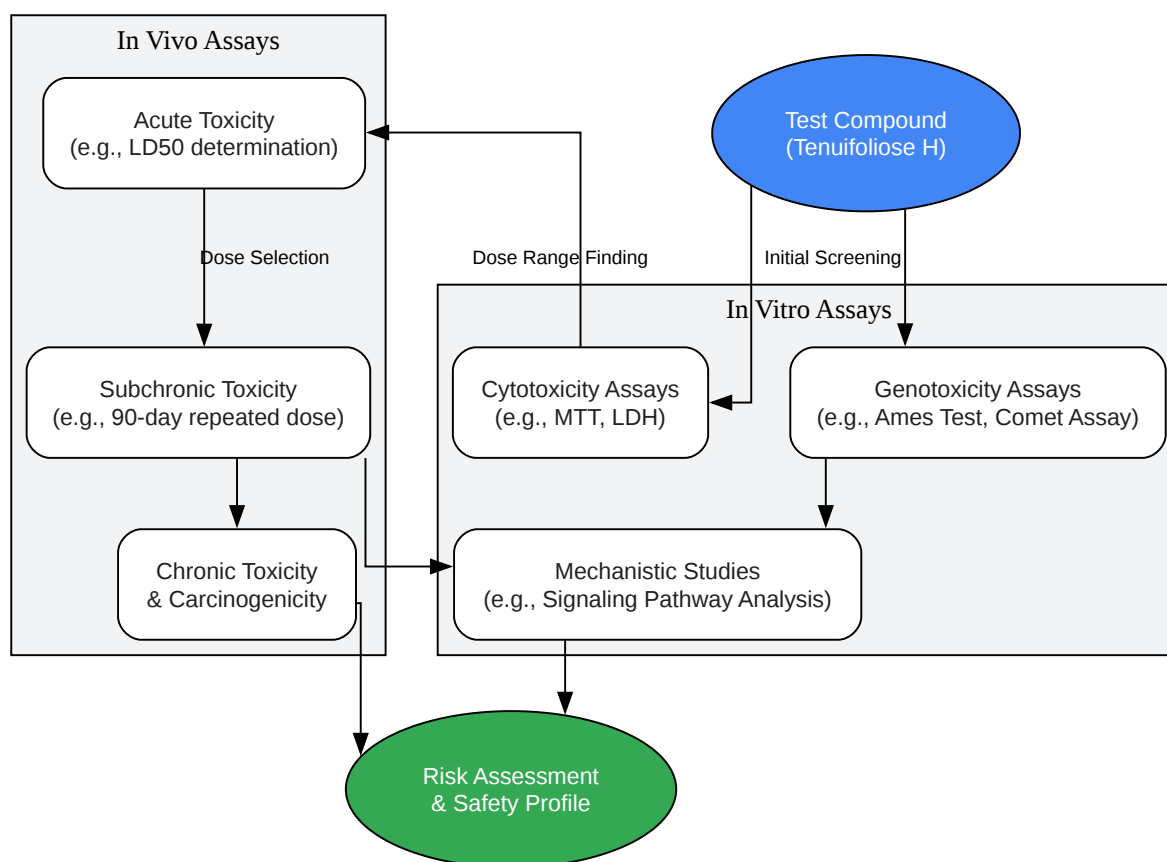 In Vivo Assays
Acute Toxicity
(e.g., LD50 determination)
Test Compound
(Tenuifoliose H)
Dose Selection
Dose Range Finding
Initial Screening
In Vitro Assays
Subchronic Toxicity
(e.g., 90-day repeated dose)
Cytotoxicity Assays
(e.g., MTT, LDH)
Genotoxicity Assays
(e.g., Ames Test, Comet Assay)
Chronic Toxicity
& Carcinogenicity
Mechanistic Studies
(e.g., Signaling Pathway Analysis)
Risk Assessment
& Safety Profile